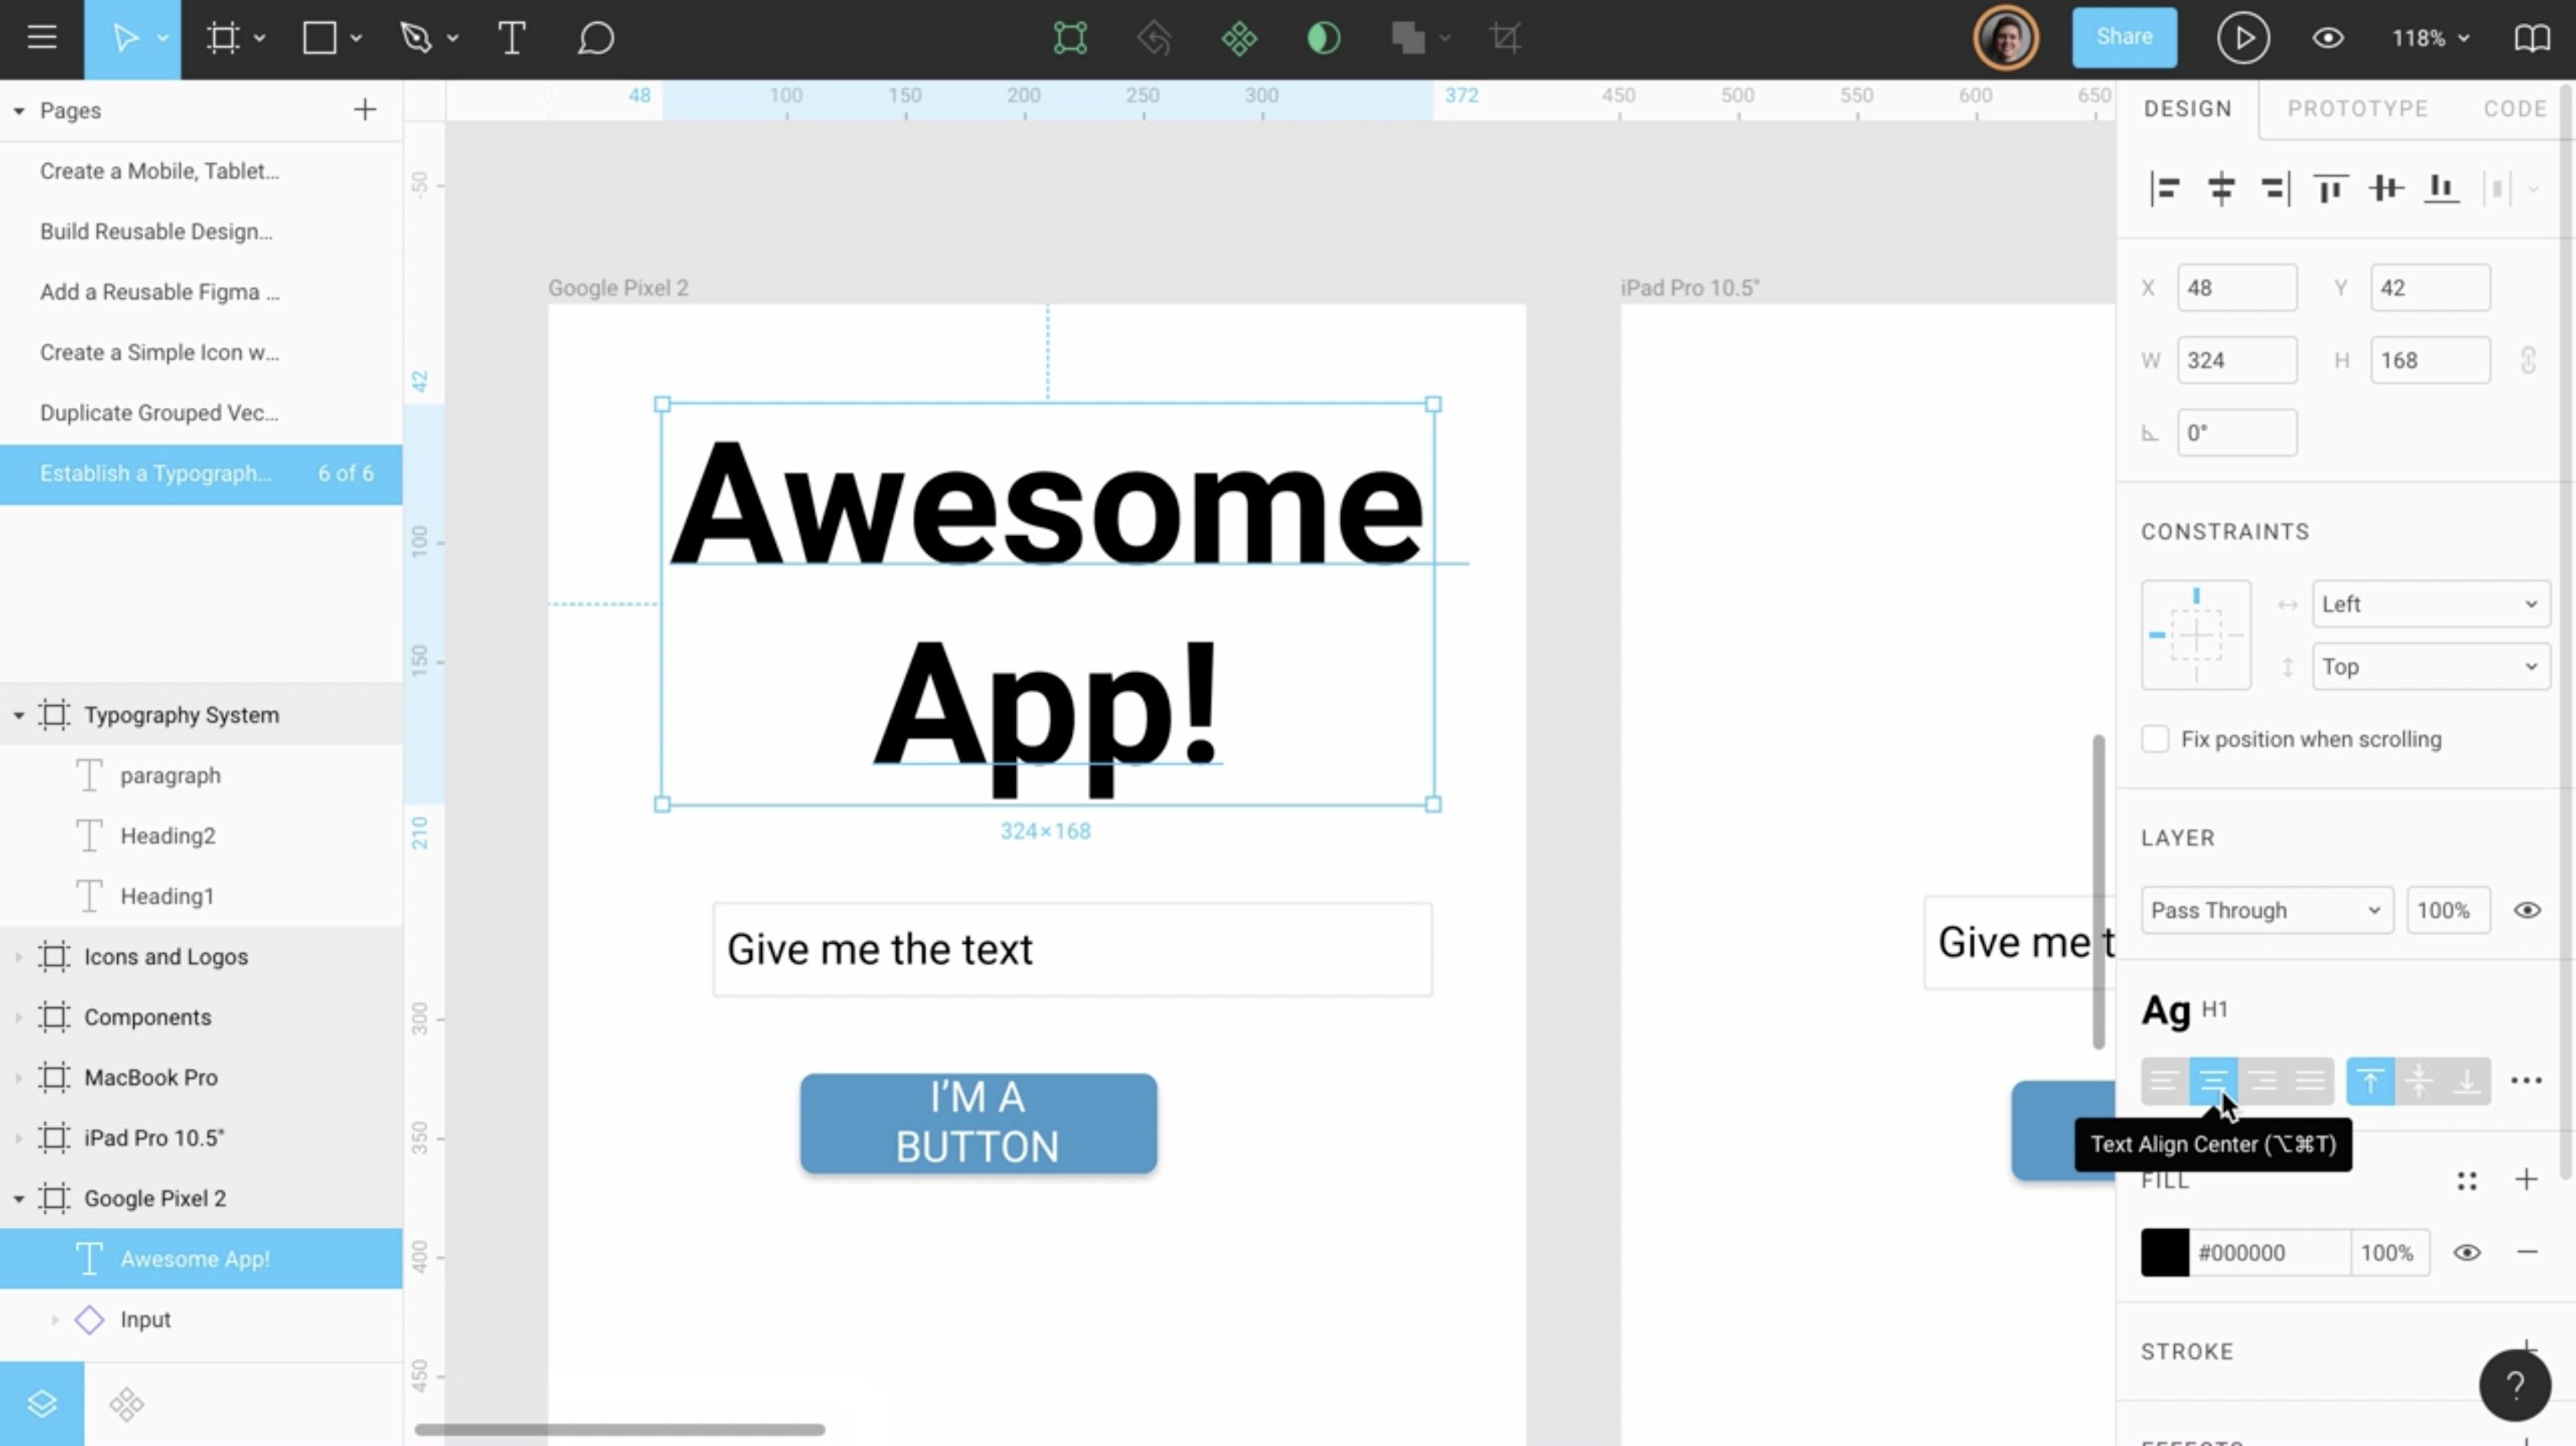 Share
118%
Pages
Create a Mobile, Tablet...
Build Reusable Design...
Add a Reusable Figma ...
Create a Simple Icon w...
Duplicate Grouped Vec...
Establish a Typograph... 6 of 6
Typography System
paragraph
Heading2
Heading1
Icons and Logos
Components
MacBook Pro
iPad Pro 10.5"
Google Pixel 2
Awesome App!
Input
48 100 150 200 250 300 372 450 500 550 600 650
-50
42
100
150
210
300
350
400
450
Google Pixel 2
iPad Pro 10.5"
Awesome
App!
324×168
Give me the text
I'M A
BUTTON
Give me t
DESIGN PROTOTYPE CODE
X 48 Y 42
W 324 H 168
0°
CONSTRAINTS
Left
Top
Fix position when scrolling
LAYER
Pass Through 100%
Ag H1
Text Align Center (⌥⌘T)
FILL
#000000 100%
STROKE
?